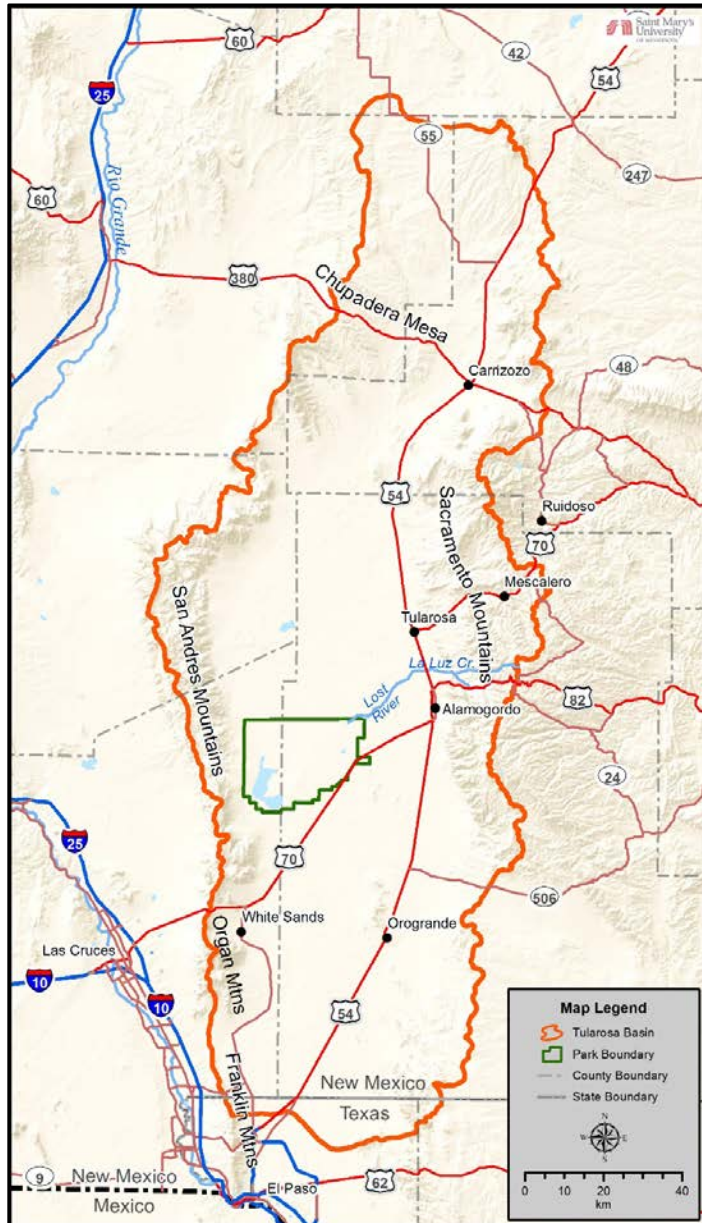 Saint Mary's
University
OF MINNESOTA
60
42
54
25
55
Rio Grande
247
60
380
Chupadera Mesa
Carrizozo
48
54
Sacramento Mountains
Ruidoso
70
Mescalero
San Andres Mountains
Tularosa
La Luz Cr.
Lost
River
82
Alamogordo
24
25
70
506
White Sands
Orogrande
Las Cruces
Organ Mtns
10
10
54
Franklin Mtns
New Mexico
Texas
9
New Mexico
Mexico
El Paso
62
Map Legend
Tularosa Basin
Park Boundary
County Boundary
State Boundary
N
W
E
S
0 20 40
km